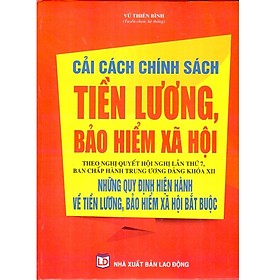 VŨ THIÊN BÌNH
(Tuyển chọn, hệ thống)
CẢI CÁCH CHÍNH SÁCH
TIỀN LƯƠNG,
BẢO HIỂM XÃ HỘI
THEO NGHỊ QUYẾT HỘI NGHỊ LẦN THỨ 7,
BAN CHẤP HÀNH TRUNG ƯƠNG ĐẢNG KHÓA XII
NHỮNG QUY ĐỊNH HIỆN HÀNH
VỀ TIỀN LƯƠNG, BẢO HIỂM XÃ HỘI BẮT BUỘC
LĐ NHÀ XUẤT BẢN LAO ĐỘNG